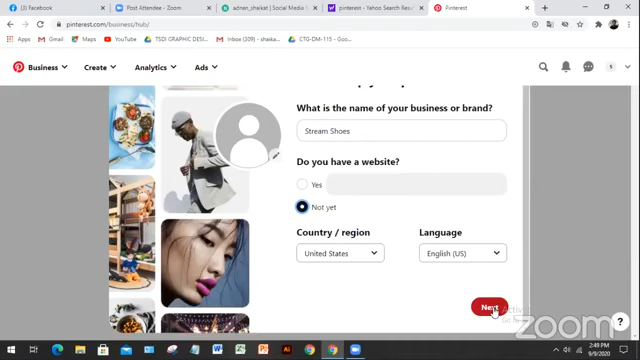 Facebook
Post Attendee - Zoom
adnan_shaikat | Social Media M
pinterent - Yahoo Search Resu
Pinterest
pinterest.com/business/hub/
Apps
Gmail
Maps
YouTube
TSDI GRAPHIC DESI
Inbox (309) - shaika
CTG-DM-115 - Goo
Business
Create
Analytics
Ads
S
What is the name of your business or brand?
Stream Shoes
Do you have a website?
Yes
Not yet
Country / region
Language
United States
English (US)
Next
zoom
?
2:49 PM
9/9/2020